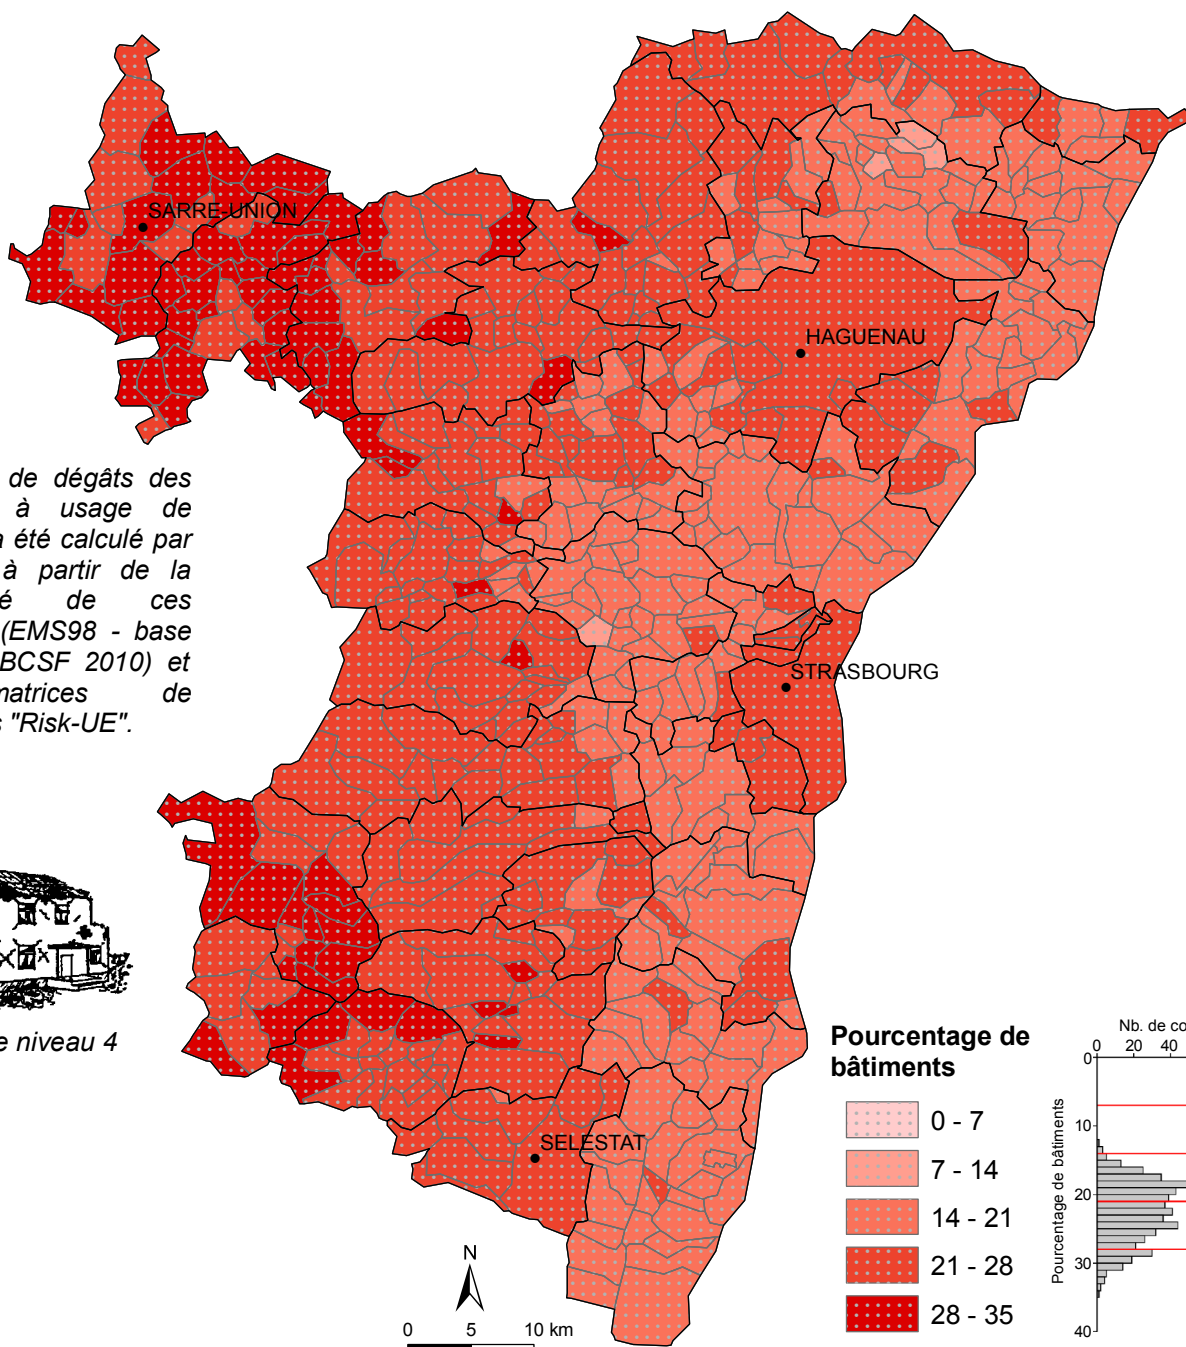 SARRE-UNION
HAGUENAU
de dégâts des
à usage de
a été calculé par
à partir de la
é de ces
(EMS98 - base
BCSF 2010) et
matrices de
s "Risk-UE".
STRASBOURG
e niveau 4
SELESTAT
N
0 5 10 km
Pourcentage de
bâtiments
0 - 7
7 - 14
14 - 21
21 - 28
28 - 35
Nb. de co
0 20 40
0
10
20
30
40
Pourcentage de bâtiments